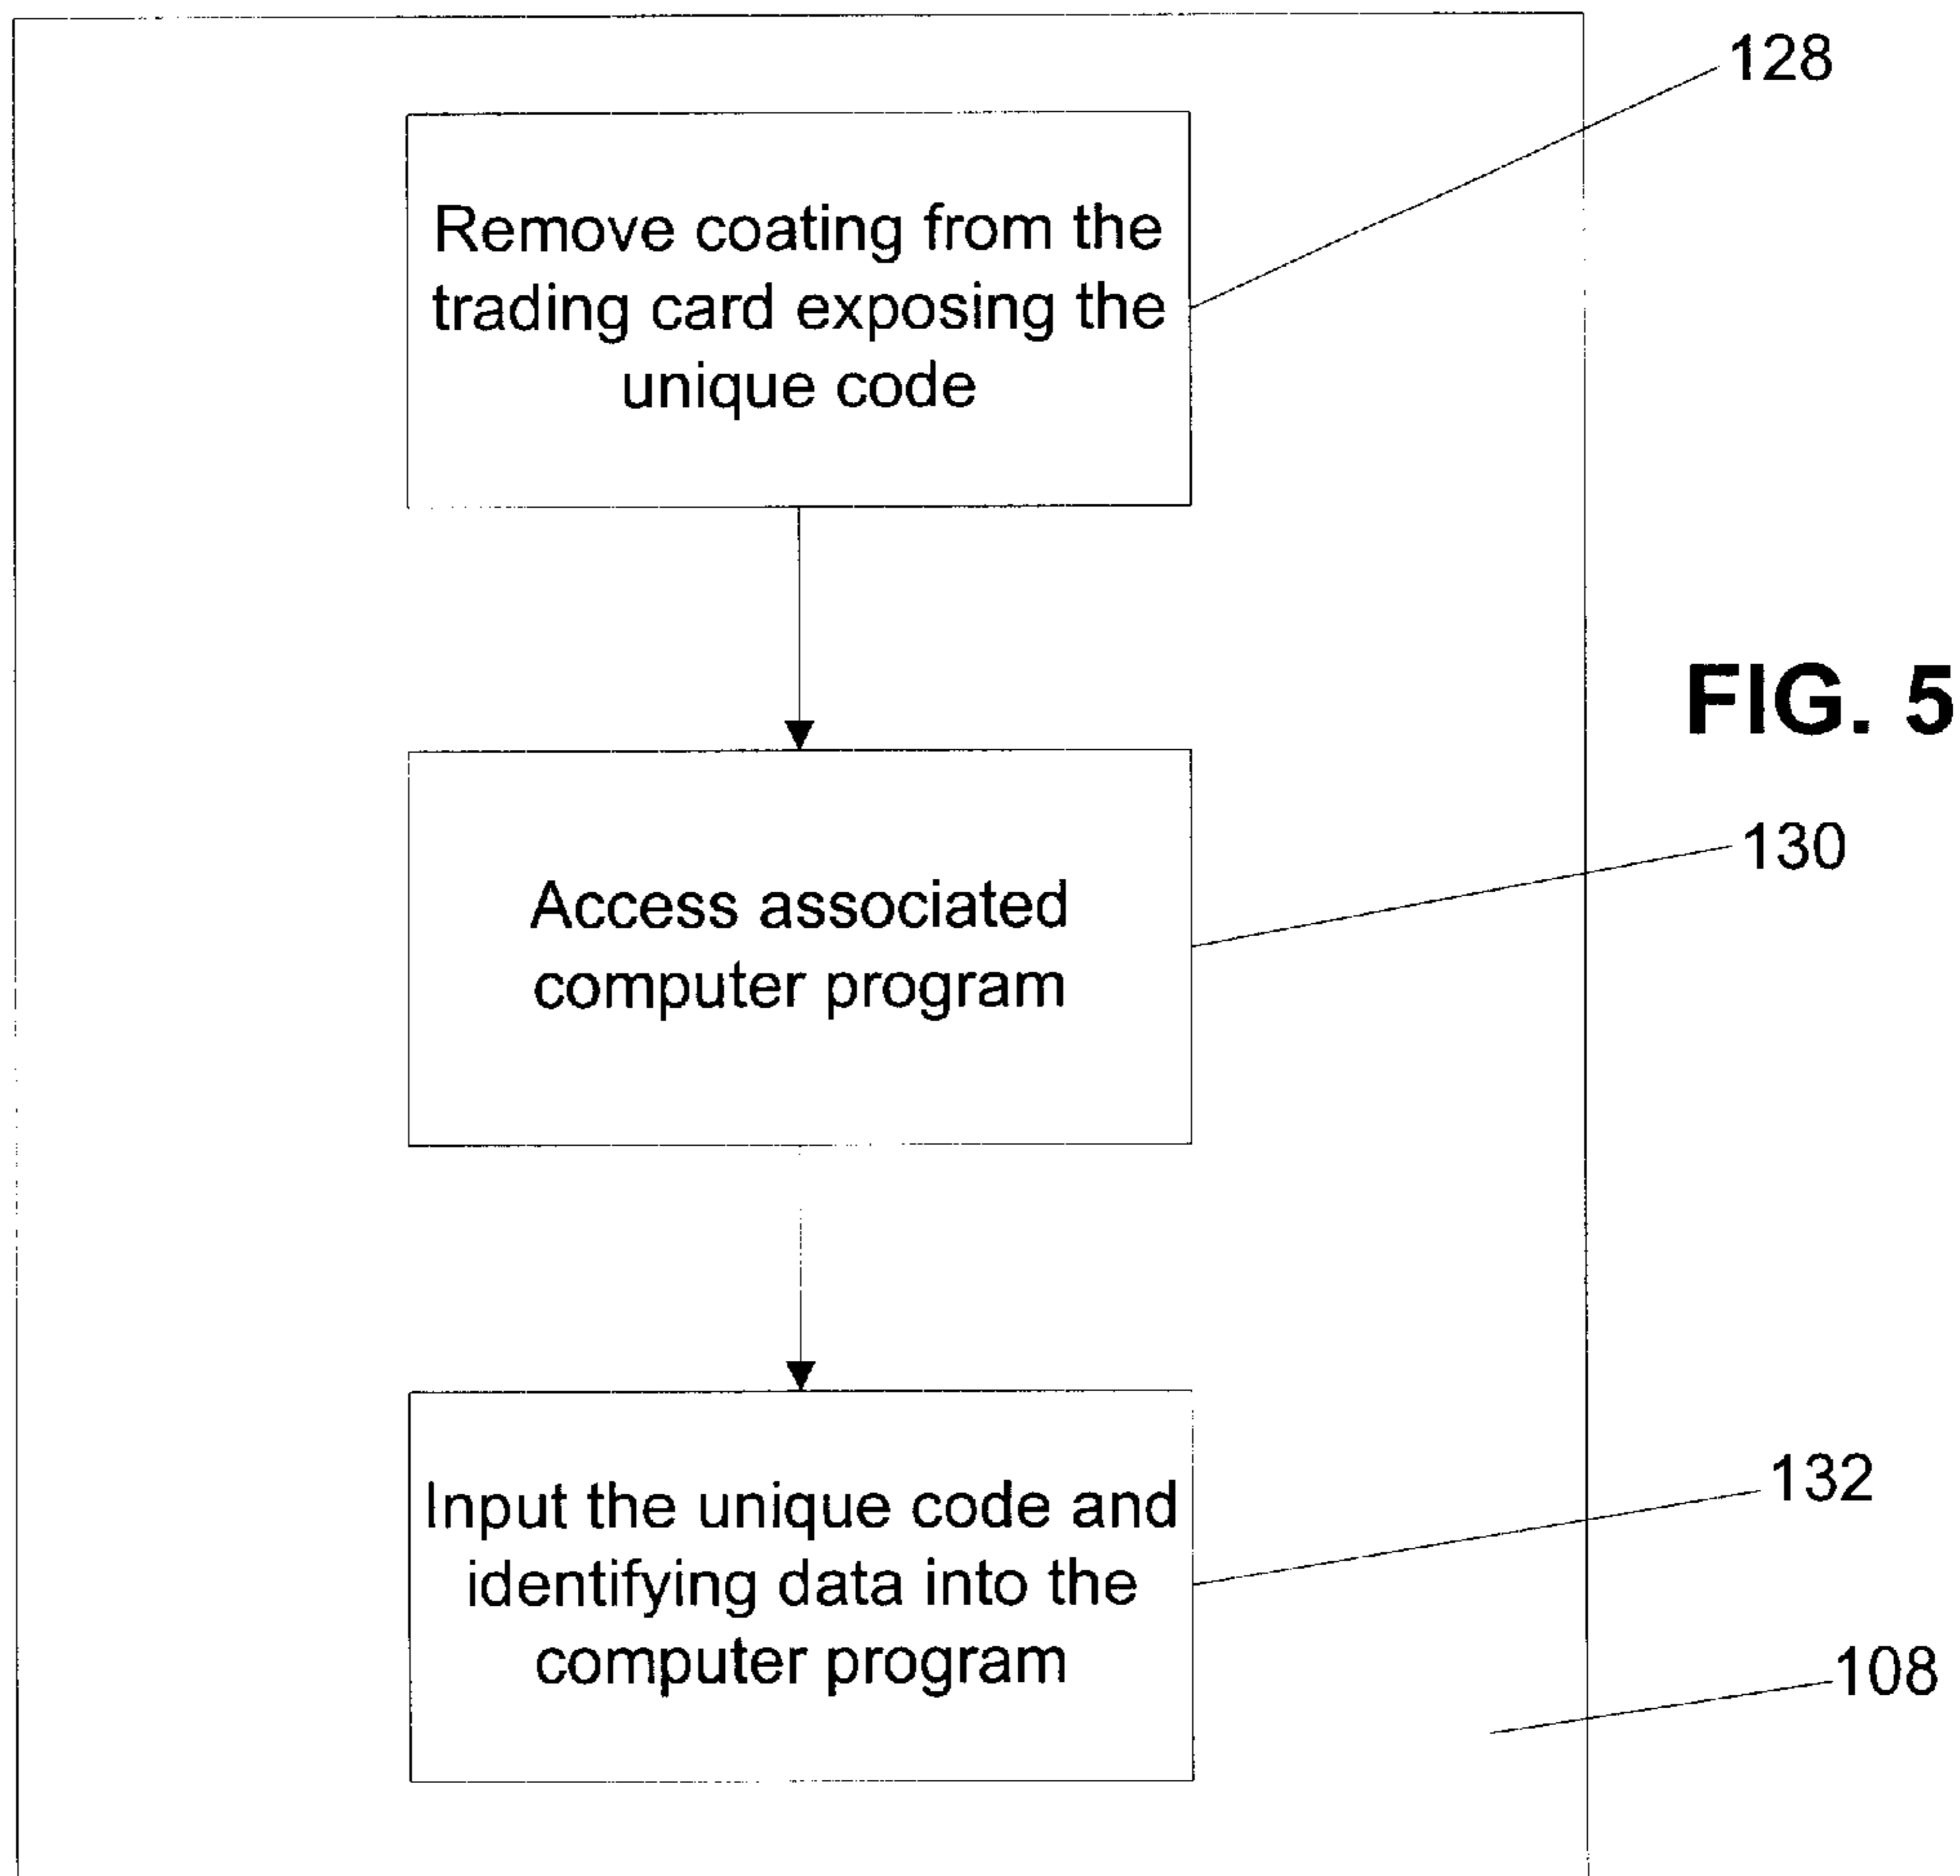 128
Remove coating from the
trading card exposing the
unique code
FIG. 5
130
Access associated
computer program
132
Input the unique code and
identifying data into the
computer program
108